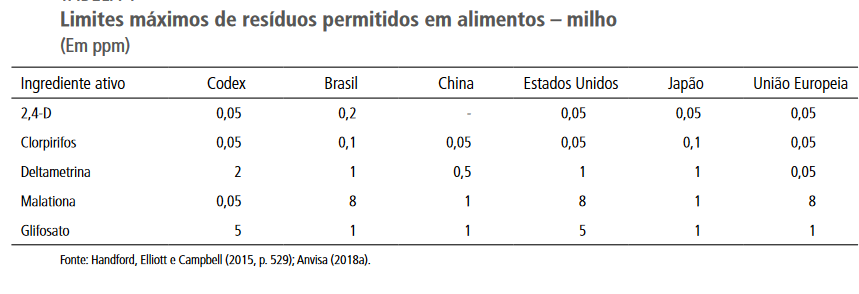 Limites máximos de resíduos permitidos em alimentos – milho
(Em ppm)
Ingrediente ativo Codex Brasil China Estados Unidos Japão União Europeia
2,4-D 0,05 0,2 - 0,05 0,05 0,05
Clorpirifos 0,05 0,1 0,05 0,05 0,1 0,05
Deltametrina 2 1 0,5 1 1 0,05
Malationa 0,05 8 1 8 1 8
Glifosato 5 1 1 5 1 1
Fonte: Handford, Elliott e Campbell (2015, p. 529); Anvisa (2018a).